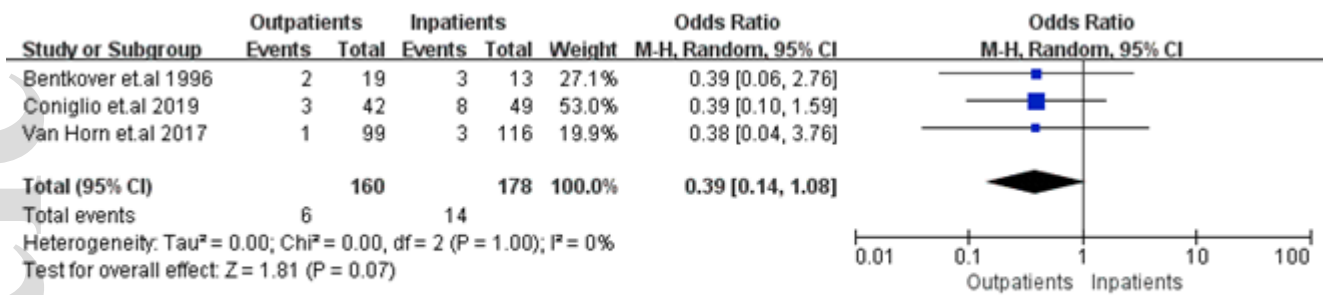 Outpatients Inpatients Odds Ratio Odds Ratio
Study or Subgroup Events Total Events Total Weight M-H, Random, 95% CI M-H, Random, 95% CI
Bentkover et.al 1996 2 19 3 13 27.1% 0.39 [0.06, 2.76]
Coniglio et.al 2019 3 42 8 49 53.0% 0.39 [0.10, 1.59]
Van Horn et.al 2017 1 99 3 116 19.9% 0.38 [0.04, 3.76]
Total (95% CI) 160 178 100.0% 0.39 [0.14, 1.08]
Total events 6 14
Heterogeneity: Tau² = 0.00; Chi² = 0.00, df = 2 (P = 1.00); I² = 0%
Test for overall effect: Z = 1.81 (P = 0.07)
0.01 0.1 1 10 100
Outpatients Inpatients